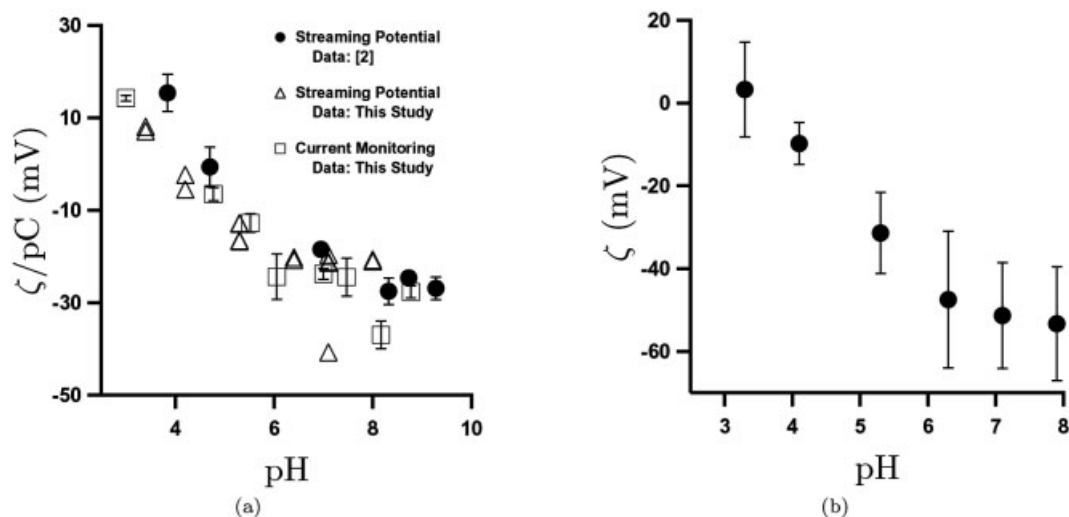 30
10
-10
-30
-50
ζ/pC (mV)
Streaming Potential
Data: [2]
Streaming Potential
Data: This Study
Current Monitoring
Data: This Study
4
6
8
10
pH
(a)
20
0
-20
-40
-60
ζ (mV)
3
4
5
6
7
8
pH
(b)